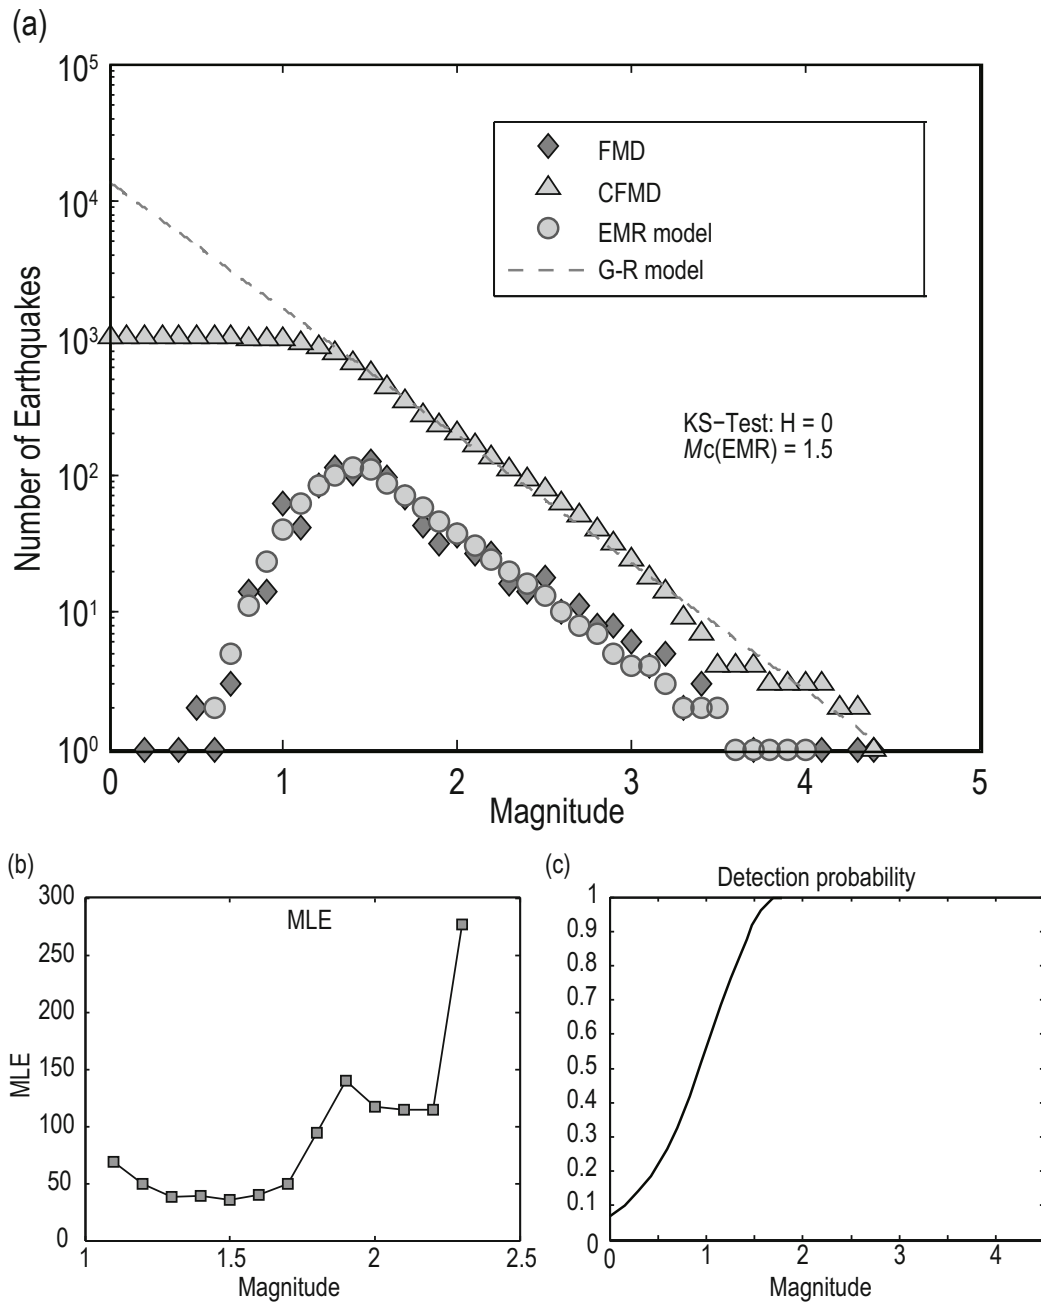 (a)
10^5
10^4
10^3
10^2
10^1
10^0
Number of Earthquakes
FMD
CFMD
EMR model
G-R model
KS−Test: H = 0
Mc(EMR) = 1.5
0 1 2 3 4 5
Magnitude
(b)
MLE
300
250
200
150
100
50
0
MLE
1 1.5 2 2.5
Magnitude
(c)
Detection probability
1
0.9
0.8
0.7
0.6
0.5
0.4
0.3
0.2
0.1
0
0 1 2 3 4
Magnitude